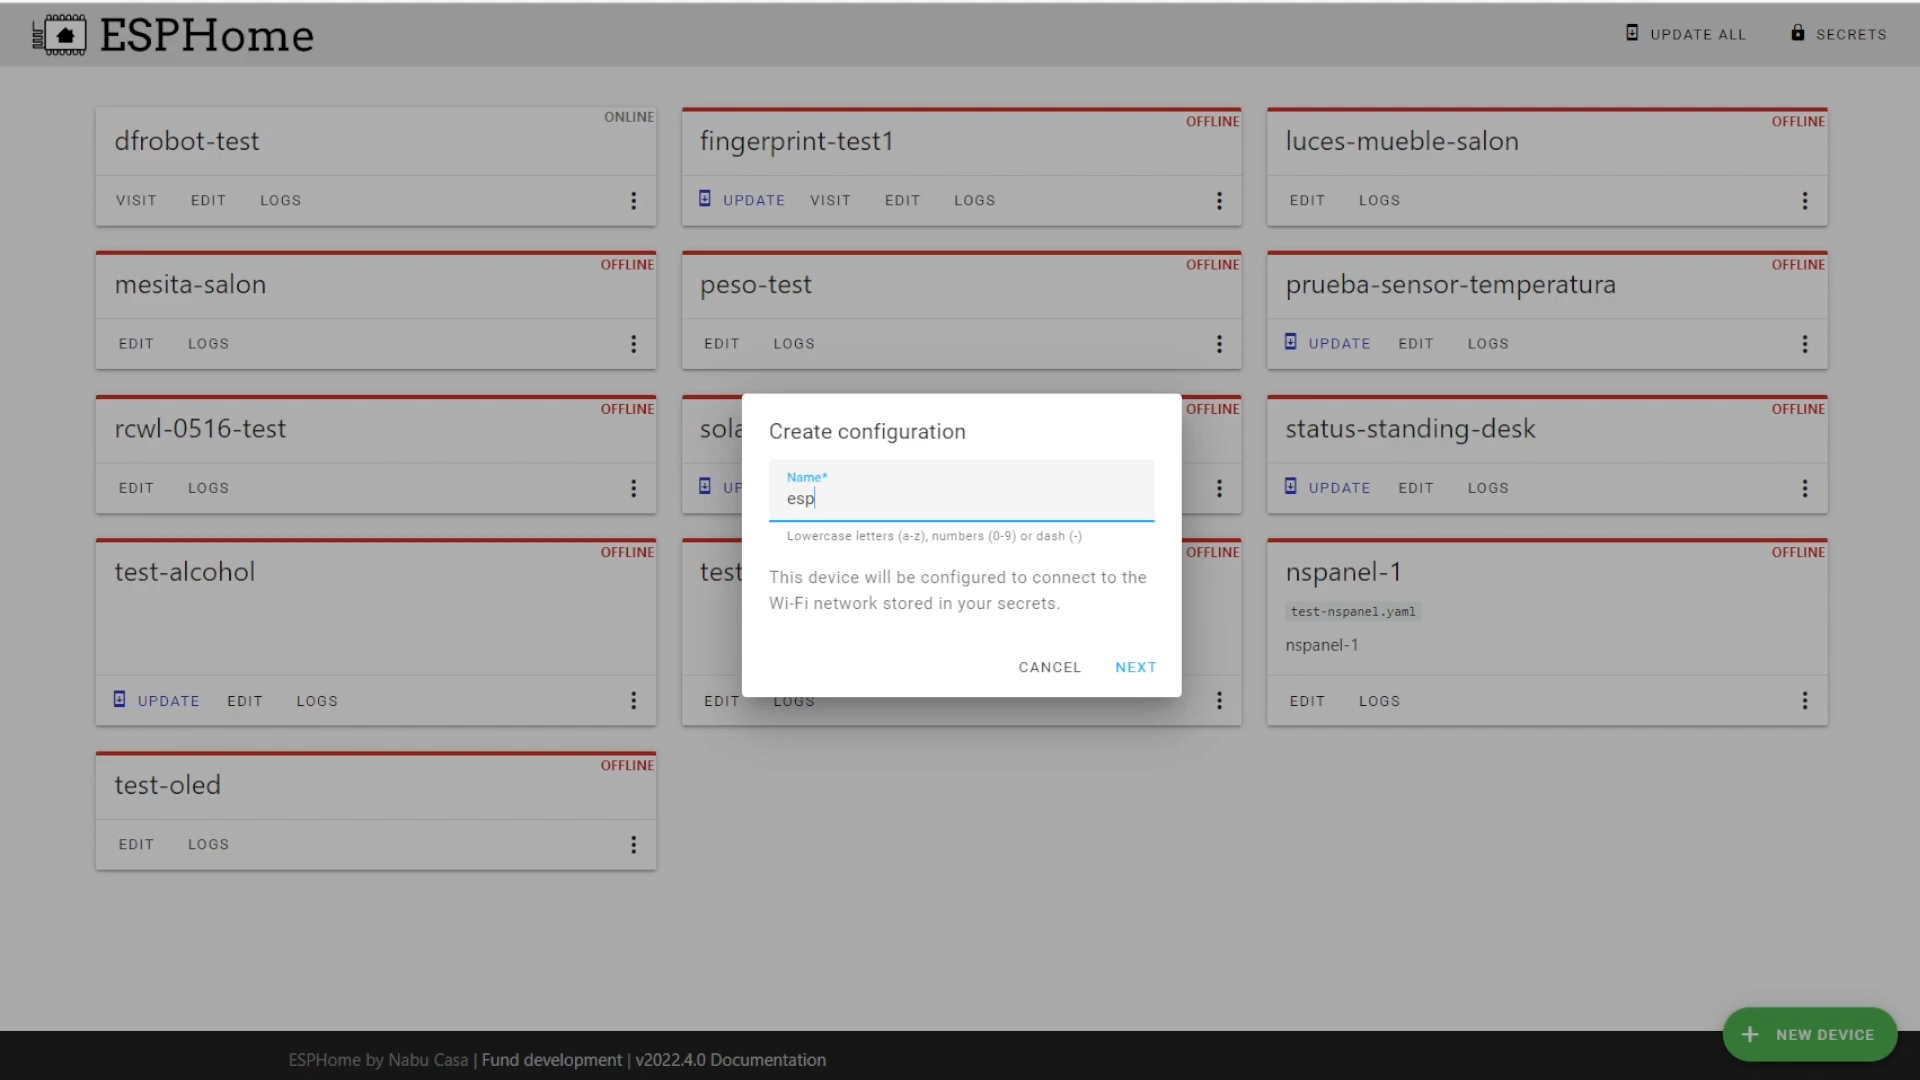 ESPHome
UPDATE ALL
SECRETS
ONLINE
dfrobot-test
VISIT EDIT LOGS
OFFLINE
fingerprint-test1
UPDATE VISIT EDIT LOGS
OFFLINE
luces-mueble-salon
EDIT LOGS
OFFLINE
mesita-salon
EDIT LOGS
OFFLINE
peso-test
EDIT LOGS
OFFLINE
prueba-sensor-temperatura
UPDATE EDIT LOGS
OFFLINE
rcwl-0516-test
EDIT LOGS
OFFLINE
sola
UP
OFFLINE
status-standing-desk
UPDATE EDIT LOGS
Create configuration
Name*
esp
Lowercase letters (a-z), numbers (0-9) or dash (-)
This device will be configured to connect to the
Wi-Fi network stored in your secrets.
CANCEL NEXT
OFFLINE
test-alcohol
UPDATE EDIT LOGS
OFFLINE
test
EDIT LOGS
OFFLINE
nspanel-1
test-nspanel.yaml
nspanel-1
EDIT LOGS
OFFLINE
test-oled
EDIT LOGS
NEW DEVICE
ESPHome by Nabu Casa | Fund development | v2022.4.0 Documentation